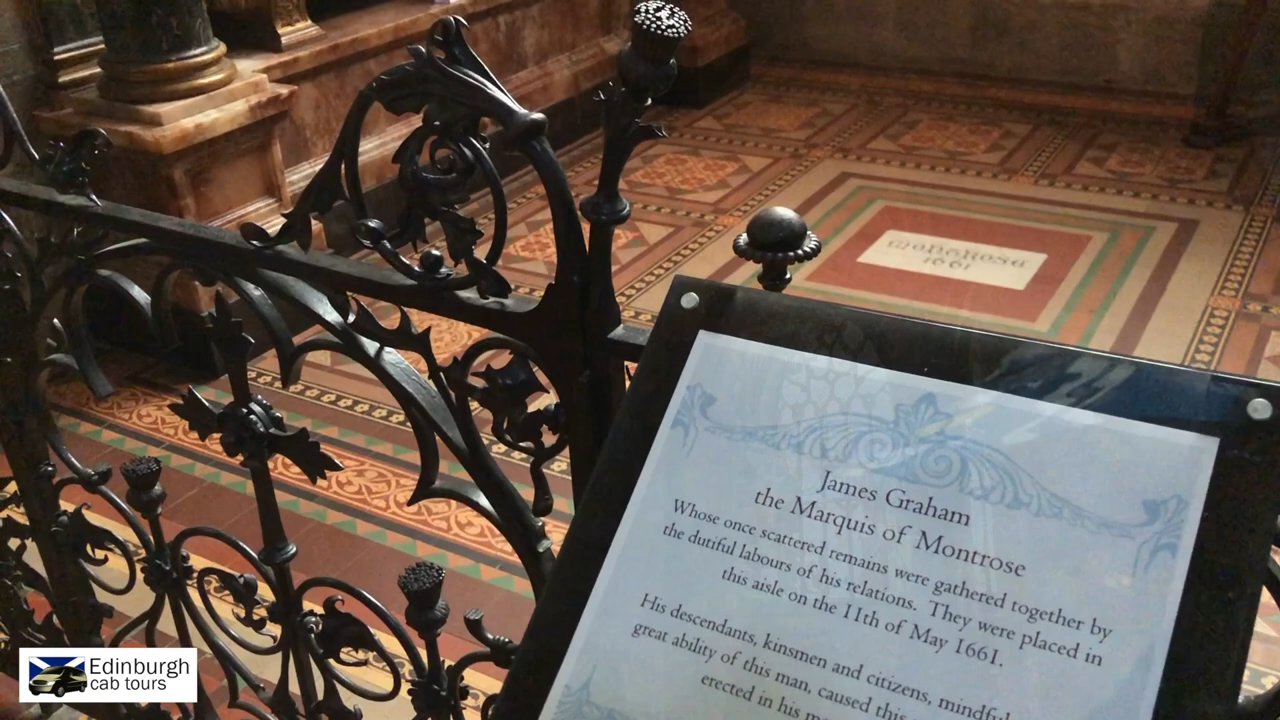 MONTROSE
1661
James Graham
the Marquis of Montrose
Whose once scattered remains were gathered together by
the dutiful labours of his relations. They were placed in
this aisle on the 11th of May 1661.
His descendants, kinsmen and citizens, mindful
great ability of this man, caused this
erected in his
Edinburgh
cab tours